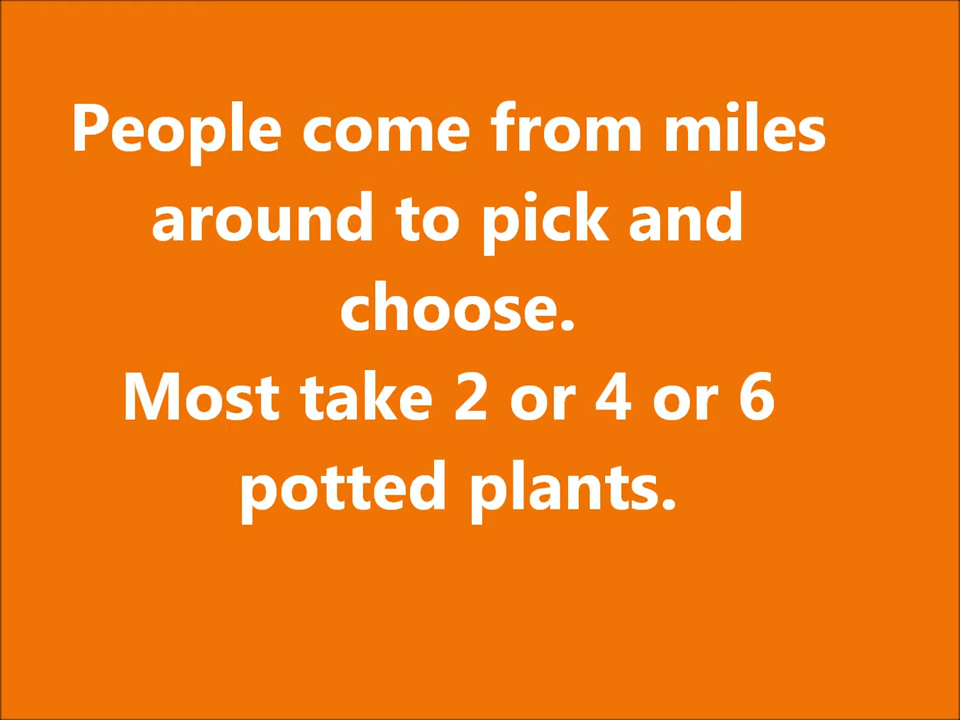 People come from miles
around to pick and
choose.
Most take 2 or 4 or 6
potted plants.